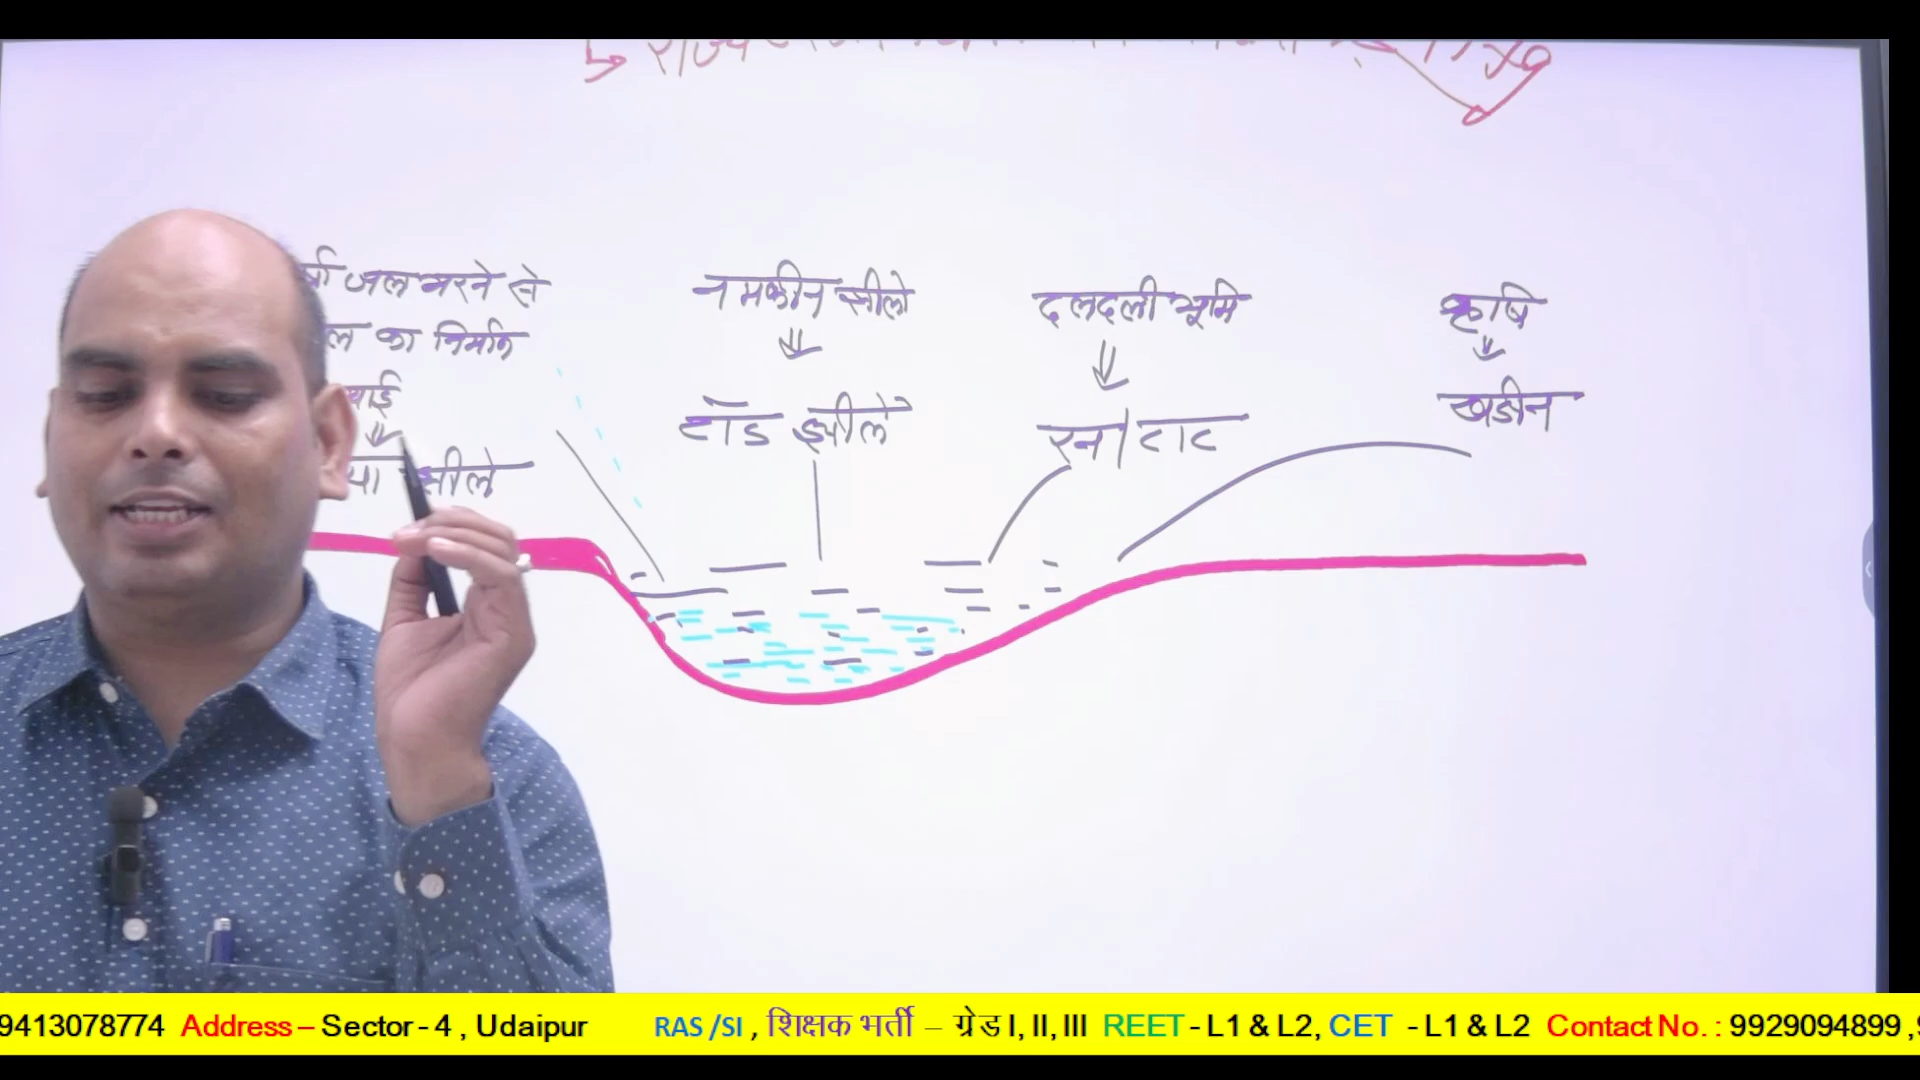 जल भरने से
का निर्माण
झीले
नमकीन झीलो
टॉड झीले
दलदली भूमि
रन/टाट
कृषि
खडीन
9413078774 Address – Sector - 4 , Udaipur RAS /SI , शिक्षक भर्ती – ग्रेड I, II, III REET - L1 & L2, CET - L1 & L2 Contact No. : 9929094899 ,